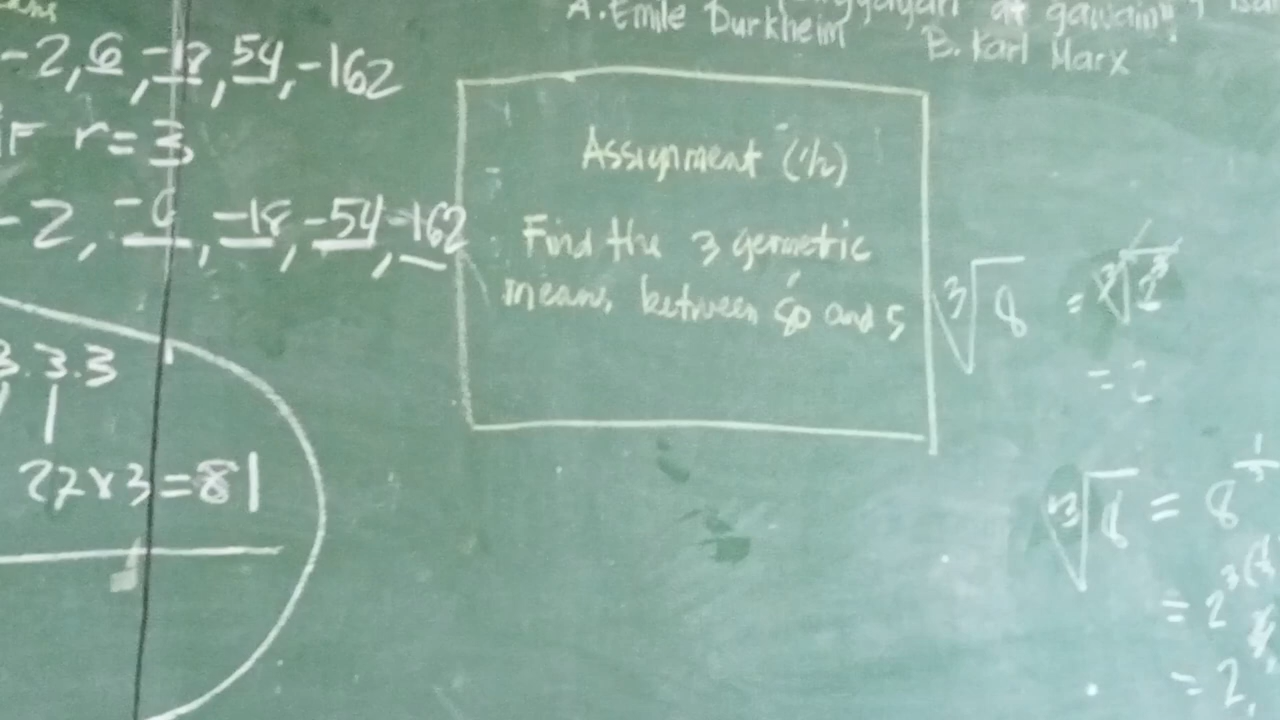 A. Emile Durkheim
B. Karl Marx
-2, 6, -18, 54, -162
IF r = 3
-2, -6, -18, -54, -162
3.3.3
27x3=81
Assignment (1/2)
Find the 3 geometric
means between 80 and 5
∛8 = ∛2³
= 2
∛8 = 8
= 2
= 2